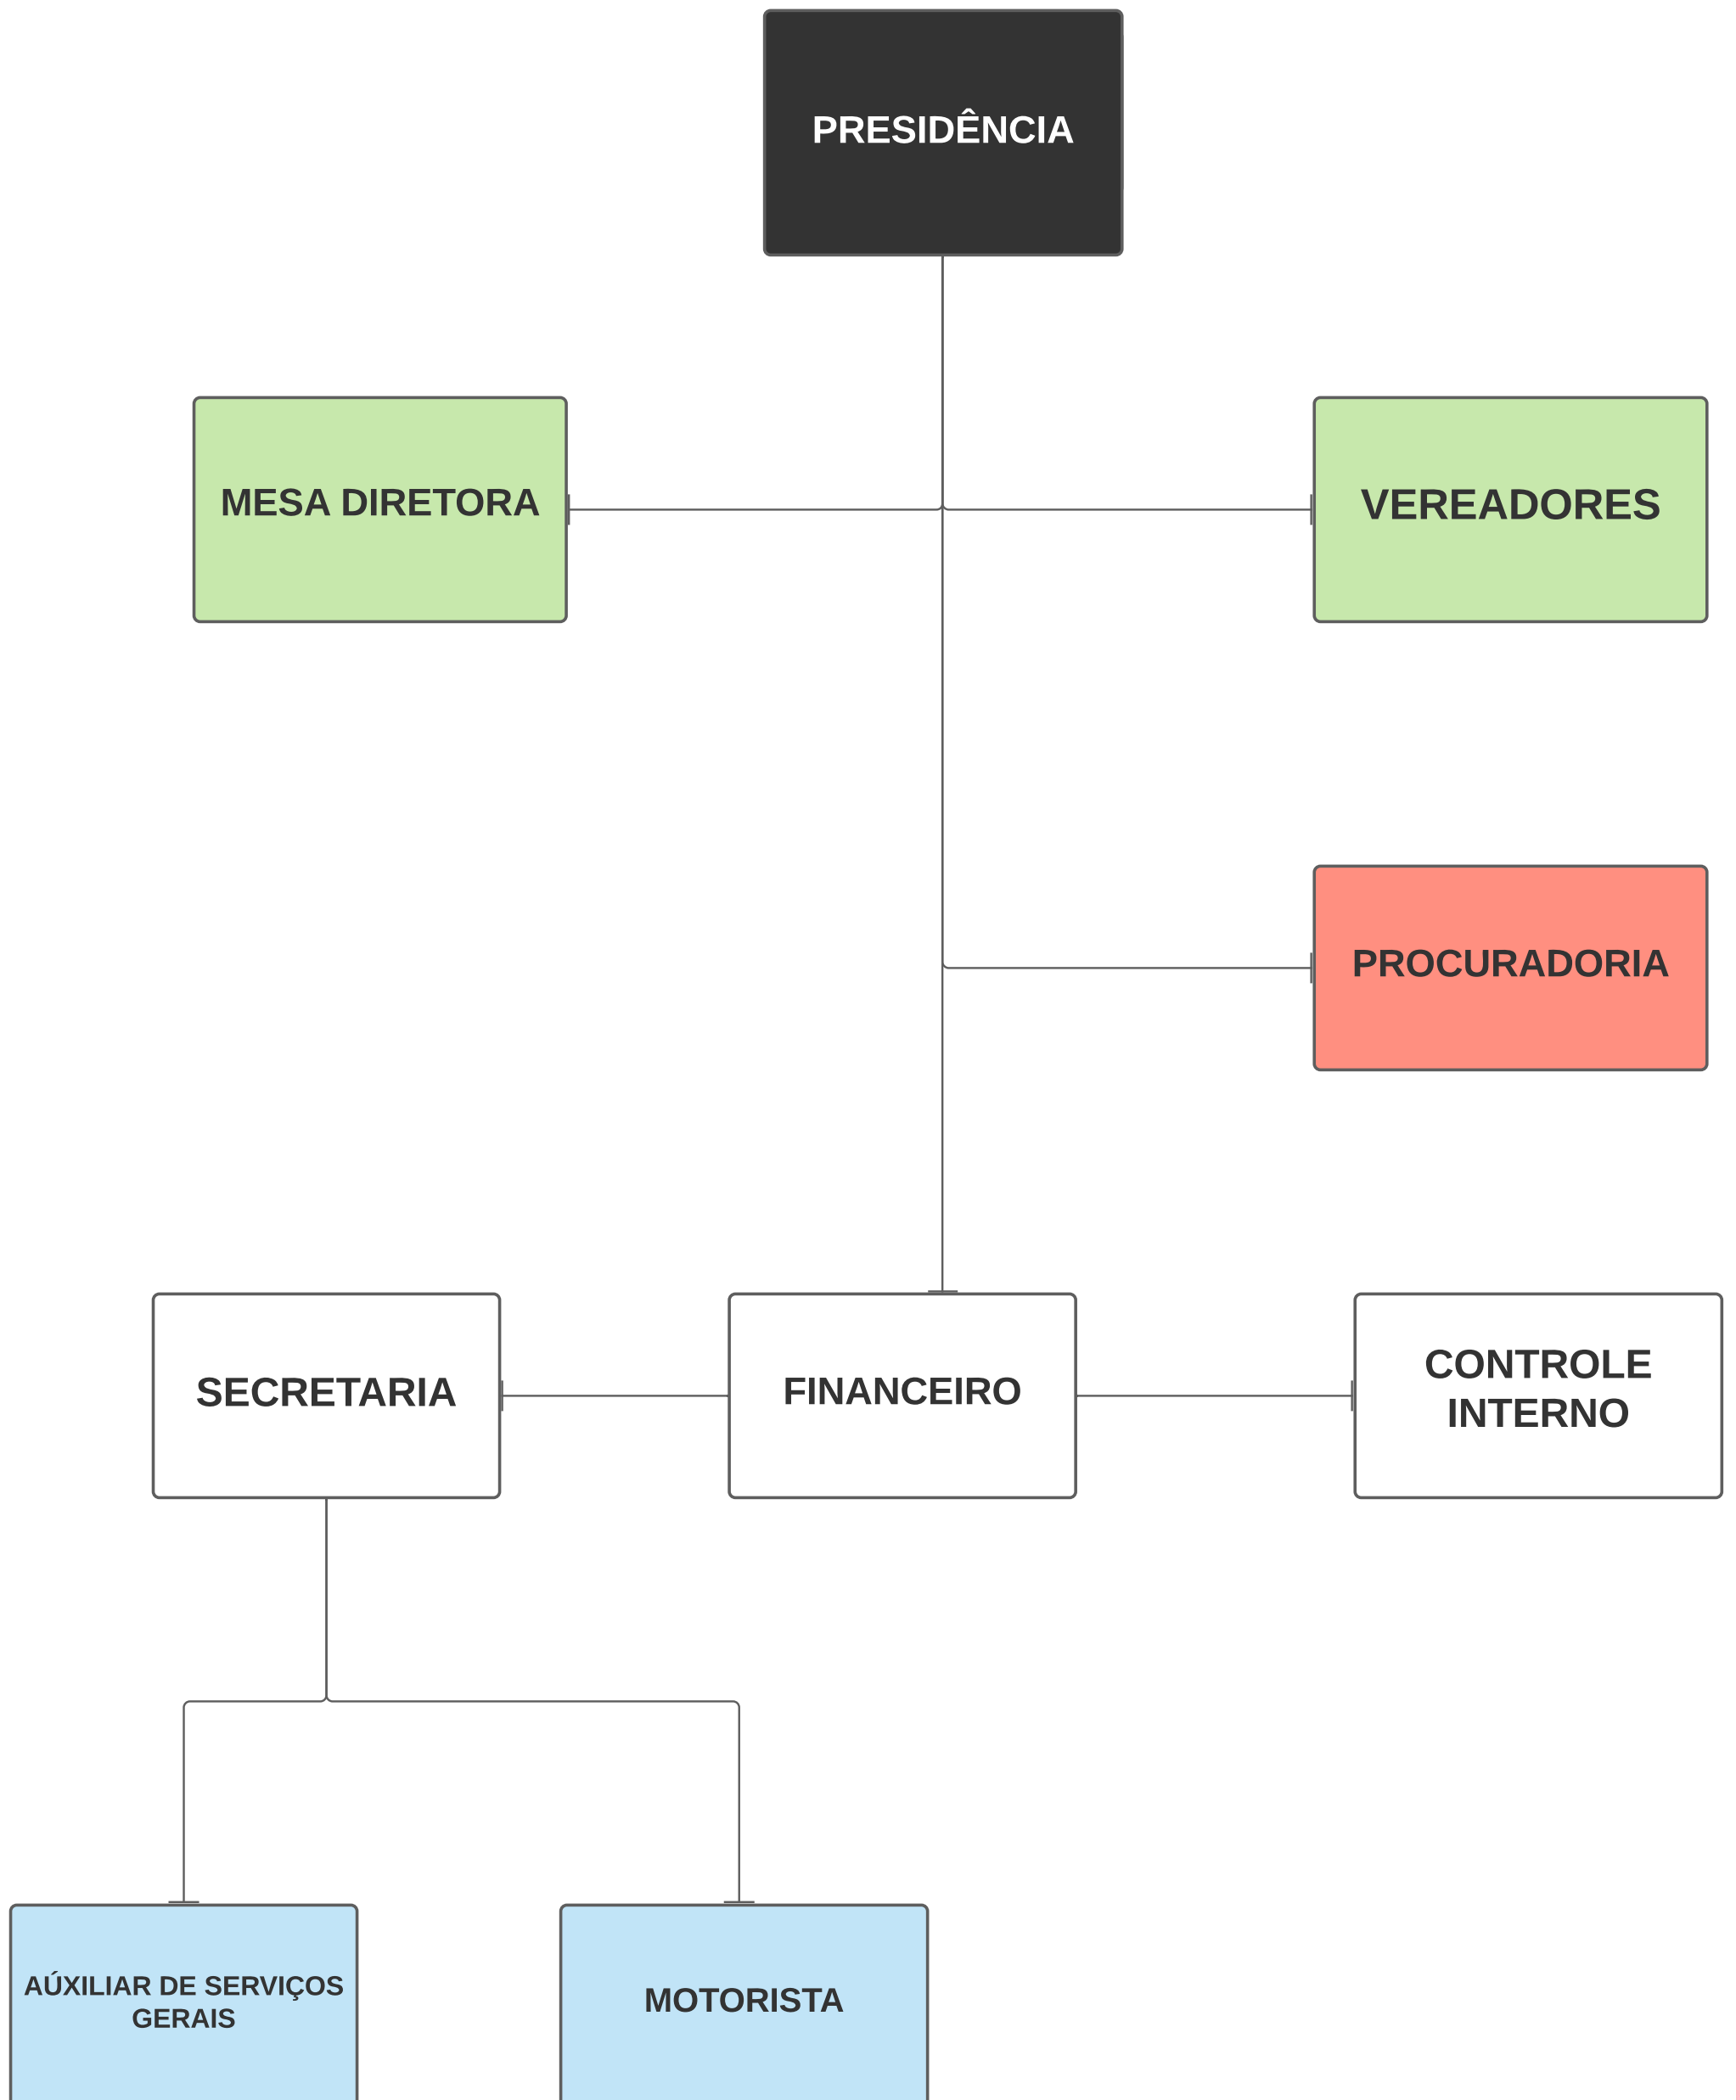 PRESIDÊNCIA
MESA DIRETORA
VEREADORES
PROCURADORIA
SECRETARIA
FINANCEIRO
CONTROLE
INTERNO
AÚXILIAR DE SERVIÇOS
GERAIS
MOTORISTA